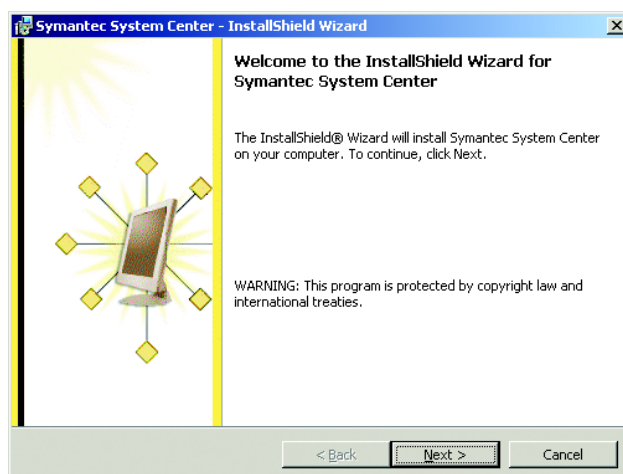 Symantec System Center - InstallShield Wizard
Welcome to the InstallShield Wizard for
Symantec System Center
The InstallShield® Wizard will install Symantec System Center
on your computer. To continue, click Next.
WARNING: This program is protected by copyright law and
international treaties.
< Back
Next >
Cancel